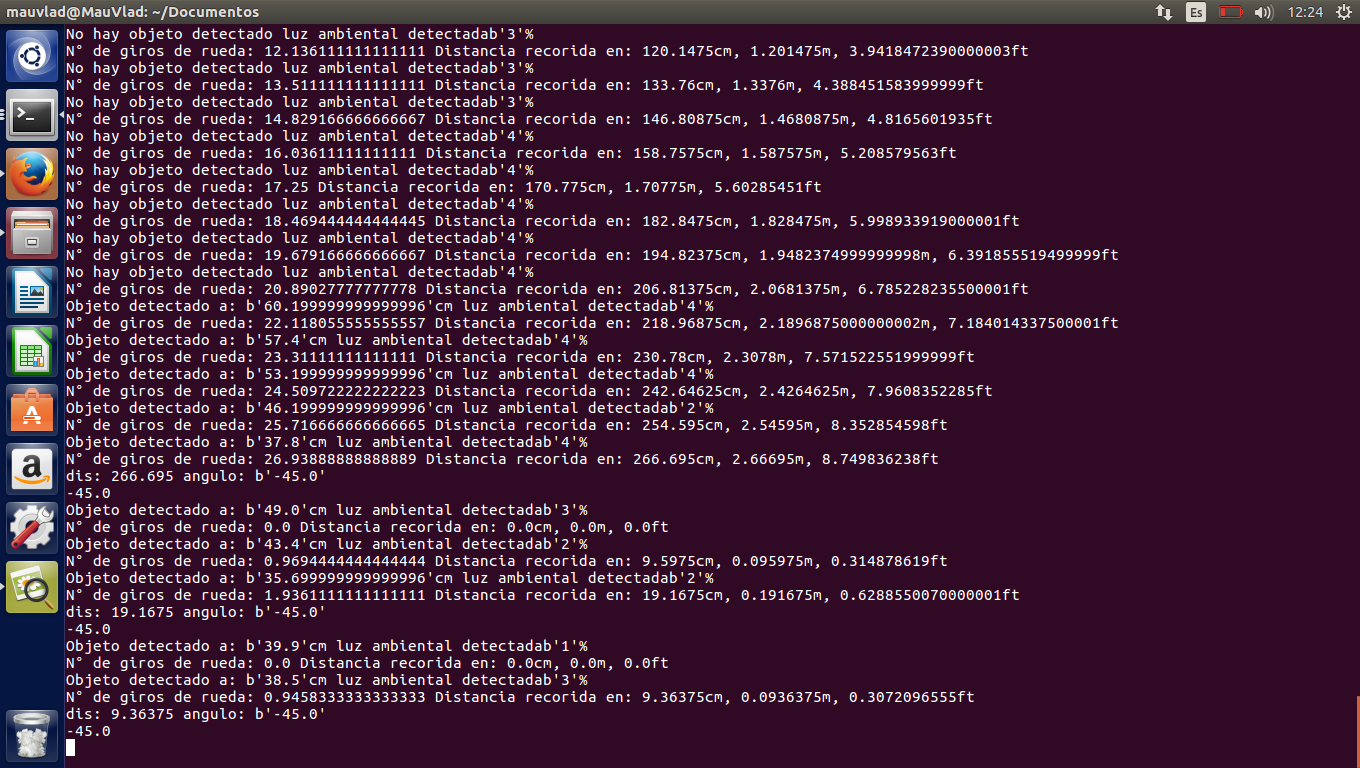 mauvlad@MauVlad: ~/Documentos
Es
12:24
No hay objeto detectado luz ambiental detectadab'3'%
N° de giros de rueda: 12.136111111111111 Distancia recorida en: 120.1475cm, 1.201475m, 3.9418472390000003ft
No hay objeto detectado luz ambiental detectadab'3'%
N° de giros de rueda: 13.511111111111111 Distancia recorida en: 133.76cm, 1.3376m, 4.388451583999999ft
No hay objeto detectado luz ambiental detectadab'3'%
N° de giros de rueda: 14.829166666666667 Distancia recorida en: 146.80875cm, 1.4680875m, 4.8165601935ft
No hay objeto detectado luz ambiental detectadab'4'%
N° de giros de rueda: 16.03611111111111 Distancia recorida en: 158.7575cm, 1.587575m, 5.208579563ft
No hay objeto detectado luz ambiental detectadab'4'%
N° de giros de rueda: 17.25 Distancia recorida en: 170.775cm, 1.70775m, 5.60285451ft
No hay objeto detectado luz ambiental detectadab'4'%
N° de giros de rueda: 18.469444444444445 Distancia recorida en: 182.8475cm, 1.828475m, 5.998933919000001ft
No hay objeto detectado luz ambiental detectadab'4'%
N° de giros de rueda: 19.679166666666667 Distancia recorida en: 194.82375cm, 1.9482374999999998m, 6.391855519499999ft
No hay objeto detectado luz ambiental detectadab'4'%
N° de giros de rueda: 20.89027777777778 Distancia recorida en: 206.81375cm, 2.0681375m, 6.785228235500001ft
Objeto detectado a: b'60.199999999999996'cm luz ambiental detectadab'4'%
N° de giros de rueda: 22.118055555555557 Distancia recorida en: 218.96875cm, 2.1896875000000002m, 7.184014337500001ft
Objeto detectado a: b'57.4'cm luz ambiental detectadab'4'%
N° de giros de rueda: 23.31111111111111 Distancia recorida en: 230.78cm, 2.3078m, 7.571522551999999ft
Objeto detectado a: b'53.199999999999996'cm luz ambiental detectadab'4'%
N° de giros de rueda: 24.509722222222223 Distancia recorida en: 242.64625cm, 2.4264625m, 7.9608352285ft
Objeto detectado a: b'46.199999999999996'cm luz ambiental detectadab'2'%
N° de giros de rueda: 25.716666666666665 Distancia recorida en: 254.595cm, 2.54595m, 8.352854598ft
Objeto detectado a: b'37.8'cm luz ambiental detectadab'4'%
N° de giros de rueda: 26.93888888888889 Distancia recorida en: 266.695cm, 2.66695m, 8.749836238ft
dis: 266.695 angulo: b'-45.0'
-45.0
Objeto detectado a: b'49.0'cm luz ambiental detectadab'3'%
N° de giros de rueda: 0.0 Distancia recorida en: 0.0cm, 0.0m, 0.0ft
Objeto detectado a: b'43.4'cm luz ambiental detectadab'2'%
N° de giros de rueda: 0.9694444444444444 Distancia recorida en: 9.5975cm, 0.095975m, 0.314878619ft
Objeto detectado a: b'35.699999999999996'cm luz ambiental detectadab'2'%
N° de giros de rueda: 1.9361111111111111 Distancia recorida en: 19.1675cm, 0.191675m, 0.6288550070000001ft
dis: 19.1675 angulo: b'-45.0'
-45.0
Objeto detectado a: b'39.9'cm luz ambiental detectadab'1'%
N° de giros de rueda: 0.0 Distancia recorida en: 0.0cm, 0.0m, 0.0ft
Objeto detectado a: b'38.5'cm luz ambiental detectadab'3'%
N° de giros de rueda: 0.9458333333333333 Distancia recorida en: 9.36375cm, 0.0936375m, 0.3072096555ft
dis: 9.36375 angulo: b'-45.0'
-45.0